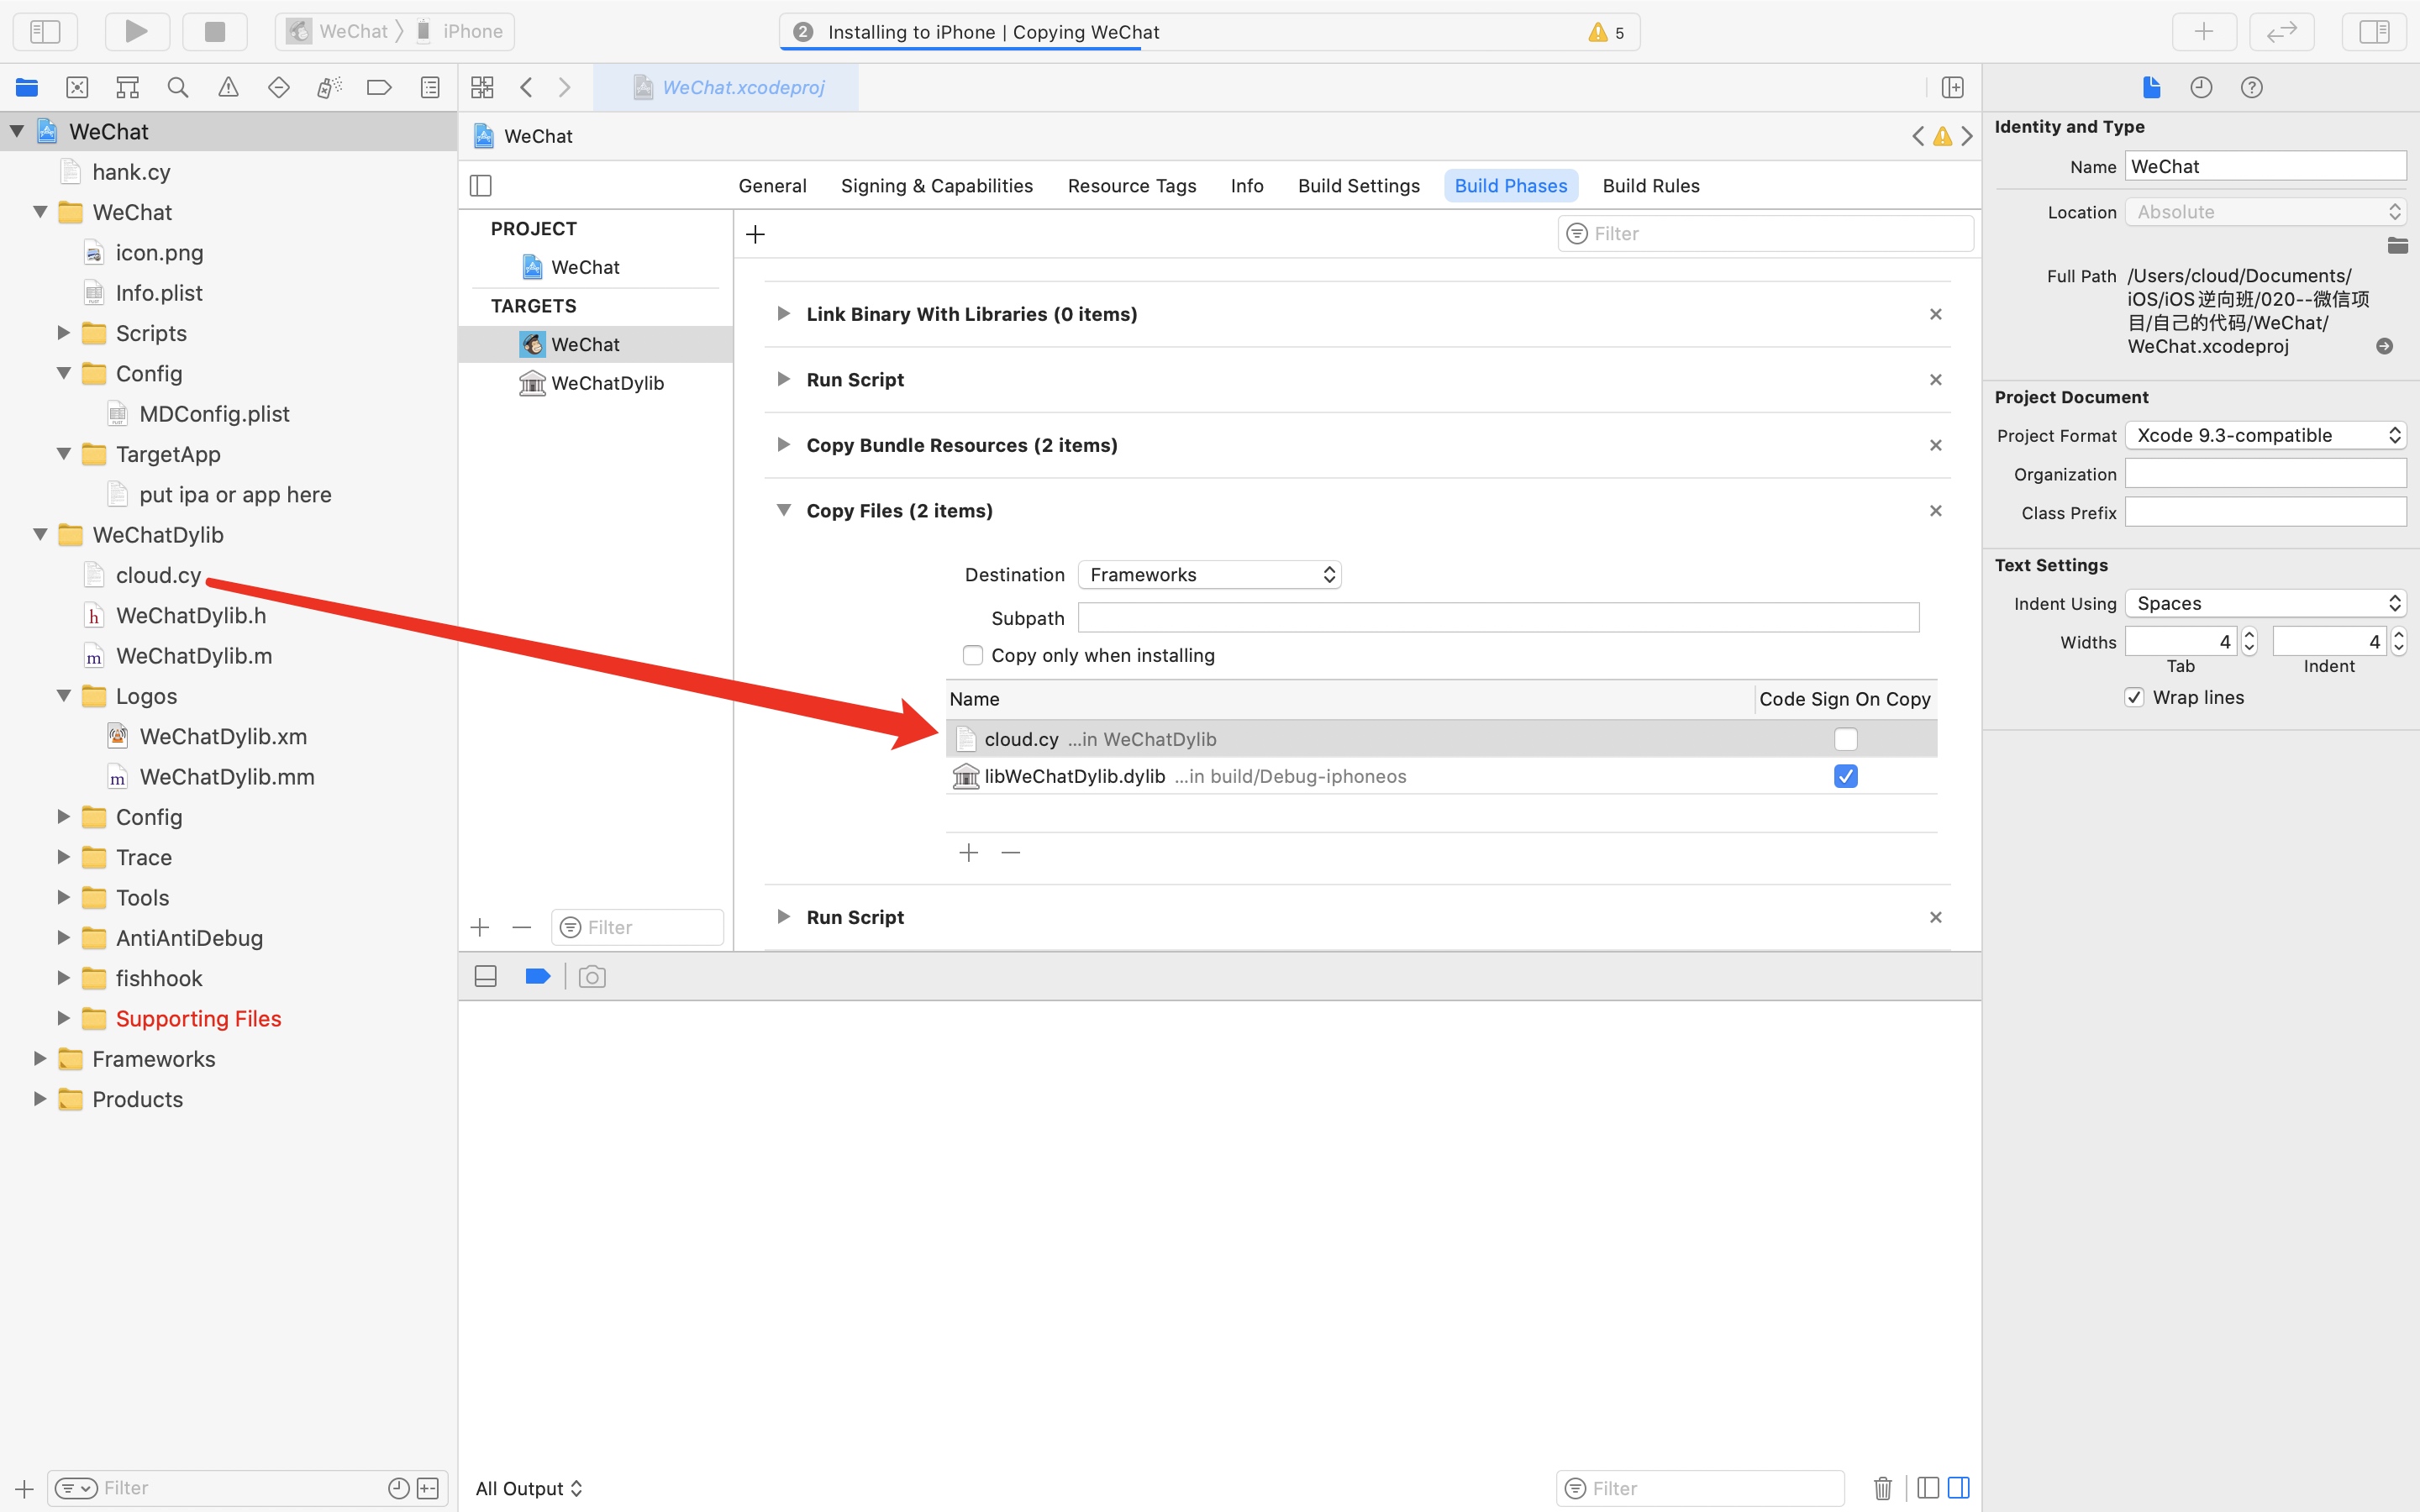 WeChat 〉 iPhone
2 Installing to iPhone | Copying WeChat 5
WeChat.xcodeproj
WeChat
hank.cy
WeChat
icon.png
Info.plist
Scripts
Config
MDConfig.plist
TargetApp
put ipa or app here
WeChatDylib
cloud.cy
h WeChatDylib.h
m WeChatDylib.m
Logos
WeChatDylib.xm
m WeChatDylib.mm
Config
Trace
Tools
AntiAntiDebug
fishhook
Supporting Files
Frameworks
Products
Filter
WeChat
General Signing & Capabilities Resource Tags Info Build Settings Build Phases Build Rules
PROJECT
WeChat
TARGETS
WeChat
WeChatDylib
Filter
Filter
Link Binary With Libraries (0 items)
Run Script
Copy Bundle Resources (2 items)
Copy Files (2 items)
Destination Frameworks
Subpath
Copy only when installing
Name Code Sign On Copy
cloud.cy ...in WeChatDylib
libWeChatDylib.dylib ...in build/Debug-iphoneos
Run Script
All Output
Filter
Identity and Type
Name WeChat
Location Absolute
Full Path /Users/cloud/Documents/
iOS/iOS逆向班/020--微信项
目/自己的代码/WeChat/
WeChat.xcodeproj
Project Document
Project Format Xcode 9.3-compatible
Organization
Class Prefix
Text Settings
Indent Using Spaces
Widths 4 4
Tab Indent
Wrap lines